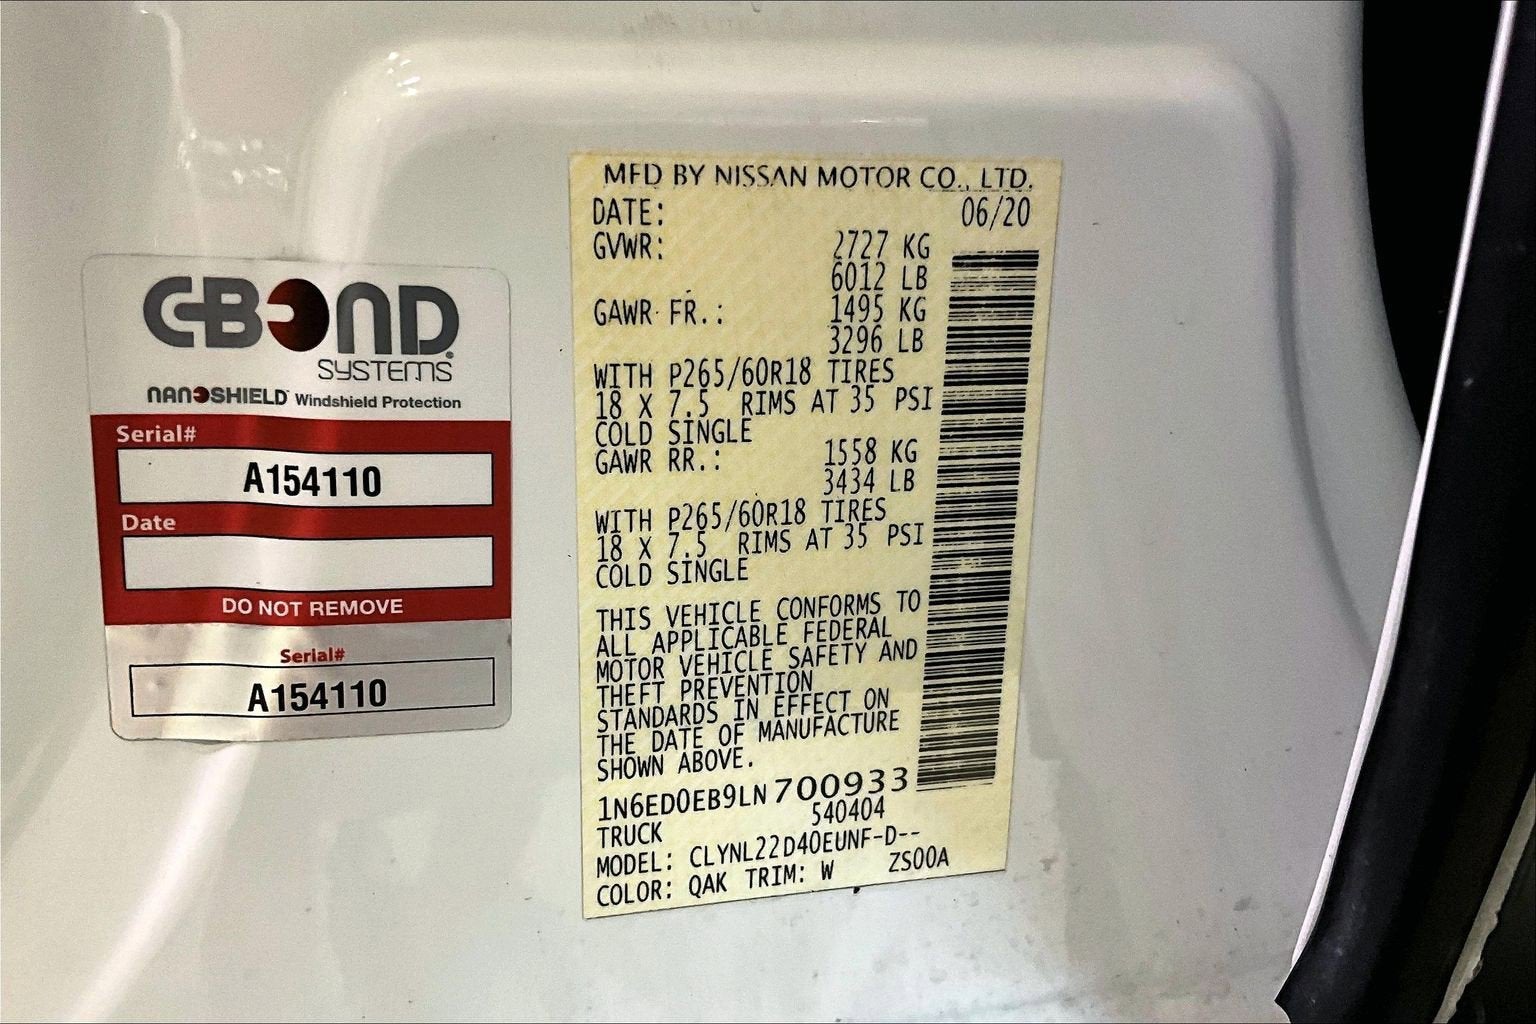 C-BOND
SYSTEMS
NANOSHIELD™ Windshield Protection
Serial#
A154110
Date
DO NOT REMOVE
Serial#
A154110
MFD BY NISSAN MOTOR CO., LTD.
DATE: 06/20
GVWR: 2727 KG
6012 LB
GAWR FR.: 1495 KG
3296 LB
WITH P265/60R18 TIRES
18 X 7.5 RIMS AT 35 PSI
COLD SINGLE
GAWR RR.: 1558 KG
3434 LB
WITH P265/60R18 TIRES
18 X 7.5 RIMS AT 35 PSI
COLD SINGLE
THIS VEHICLE CONFORMS TO
ALL APPLICABLE FEDERAL
MOTOR VEHICLE SAFETY AND
THEFT PREVENTION
STANDARDS IN EFFECT ON
THE DATE OF MANUFACTURE
SHOWN ABOVE.
1N6ED0EB9LN700933
TRUCK 540404
MODEL: CLYNL22D40EUNF-D--
COLOR: QAK TRIM: W ZS00A